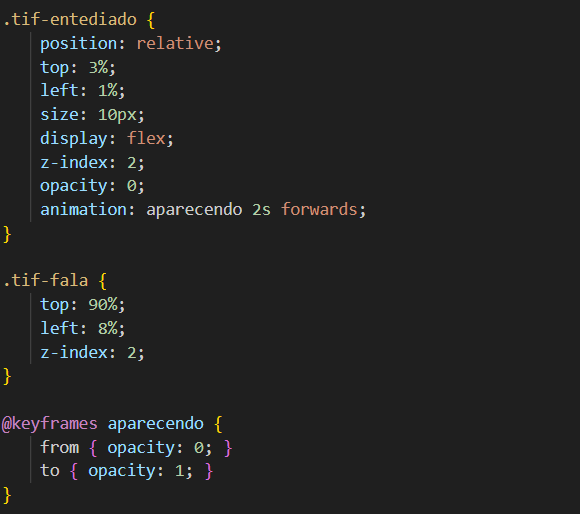 .tif-entediado {
    position: relative;
    top: 3%;
    left: 1%;
    size: 10px;
    display: flex;
    z-index: 2;
    opacity: 0;
    animation: aparecendo 2s forwards;
}

.tif-fala {
    top: 90%;
    left: 8%;
    z-index: 2;
}

@keyframes aparecendo {
    from { opacity: 0; }
    to { opacity: 1; }
}